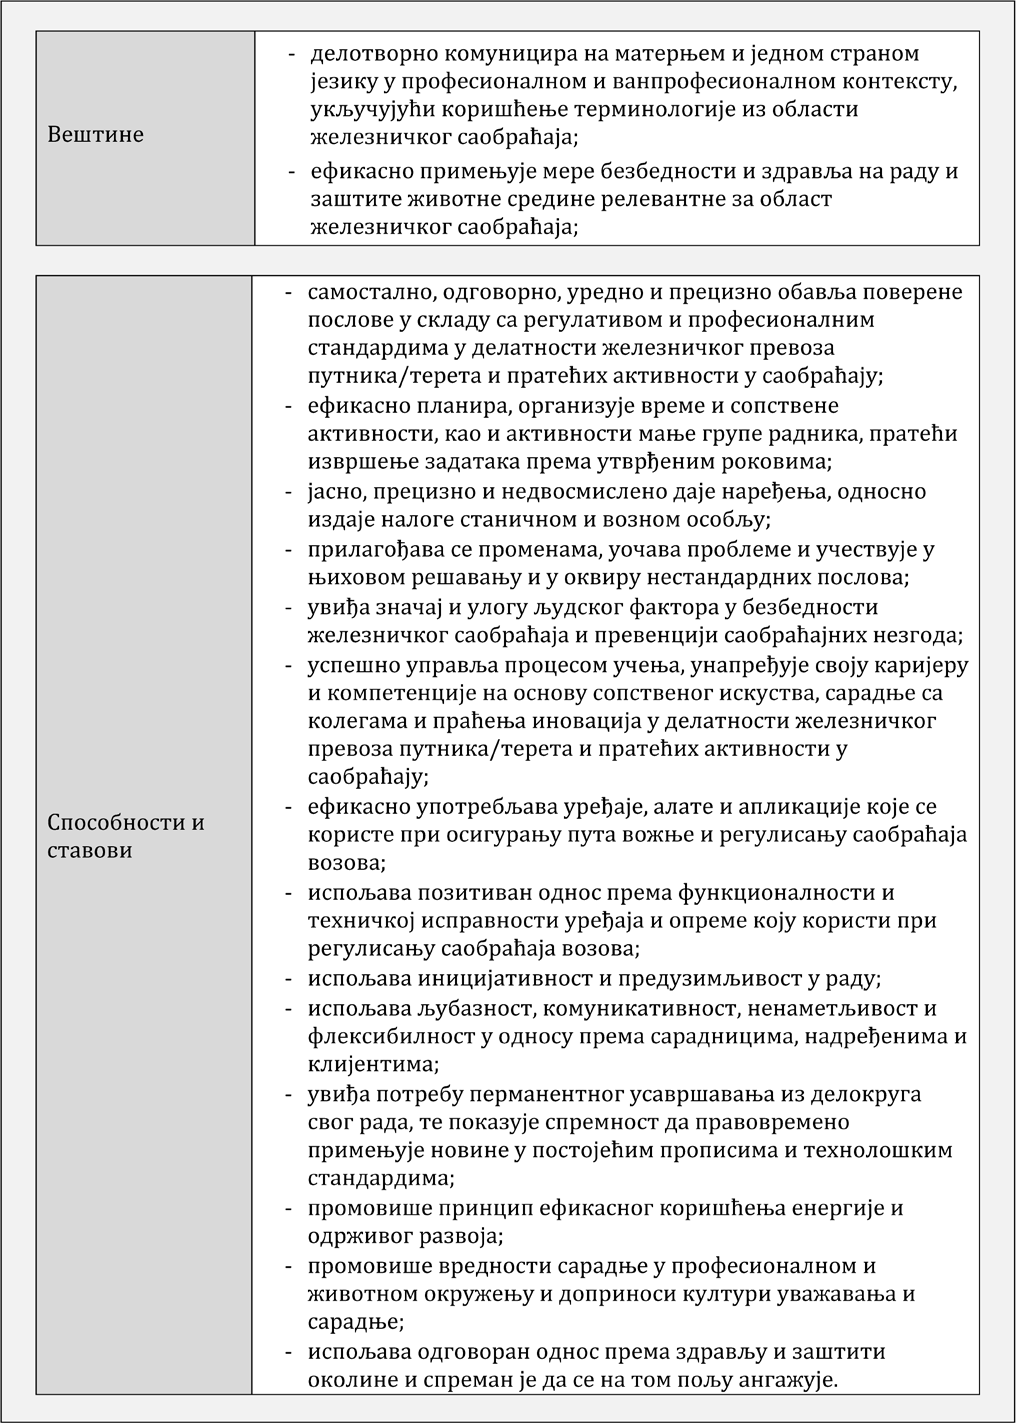 Вештине
- делотворно комуницира на матерњем и једном страном
језику у професионалном и ванпрофесионалном контексту,
укључујући коришћење терминологије из области
железничког саобраћаја;
- ефикасно примењује мере безбедности и здравља на раду и
заштите животне средине релевантне за област
железничког саобраћаја;
Способности и
ставови
- самостално, одговорно, уредно и прецизно обавља поверене
послове у складу са регулативом и професионалним
стандардима у делатности железничког превоза
путника/терета и пратећих активности у саобраћају;
- ефикасно планира, организује време и сопствене
активности, као и активности мање групе радника, пратећи
извршење задатака према утврђеним роковима;
- јасно, прецизно и недвосмислено даје наређења, односно
издаје налоге станичном и возном особљу;
- прилагођава се променама, уочава проблеме и учествује у
њиховом решавању и у оквиру нестандардних послова;
- увиђа значај и улогу људског фактора у безбедности
железничког саобраћаја и превенцији саобраћајних незгода;
- успешно управља процесом учења, унапређује своју каријеру
и компетенције на основу сопственог искуства, сарадње са
колегама и праћења иновација у делатности железничког
превоза путника/терета и пратећих активности у
саобраћају;
- ефикасно употребљава уређаје, алате и апликације које се
користе при осигурању пута вожње и регулисању саобраћаја
возова;
- испољава позитиван однос према функционалности и
техничкој исправности уређаја и опреме коју користи при
регулисању саобраћаја возова;
- испољава иницијативност и предузимљивост у раду;
- испољава љубазност, комуникативност, ненаметљивост и
флексибилност у односу према сарадницима, надређенима и
клијентима;
- увиђа потребу перманентног усавршавања из делокруга
свог рада, те показује спремност да правовремено
примењује новине у постојећим прописима и технолошким
стандардима;
- промовише принцип ефикасног коришћења енергије и
одрживог развоја;
- промовише вредности сарадње у професионалном и
животном окружењу и доприноси култури уважавања и
сарадње;
- испољава одговоран однос према здрављу и заштити
околине и спреман је да се на том пољу ангажује.